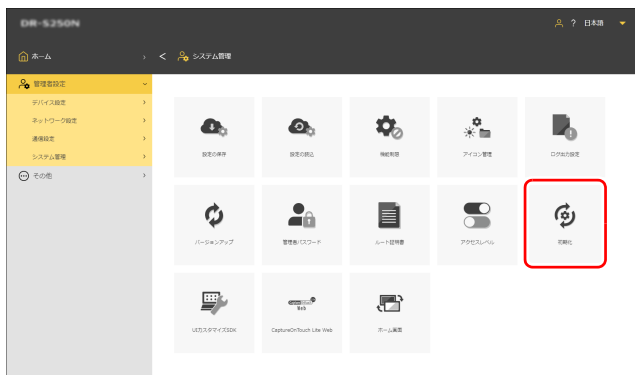 DR-S250N
? 日本語
ホーム
システム管理
管理者設定
デバイス設定
ネットワーク設定
通信設定
システム管理
その他
設定の保存
設定の読込
機能制限
アイコン管理
ログ出力設定
バージョンアップ
管理者パスワード
ルート証明書
アクセスレベル
初期化
UIカスタマイズSDK
CaptureOnTouch Lite Web
ホーム画面